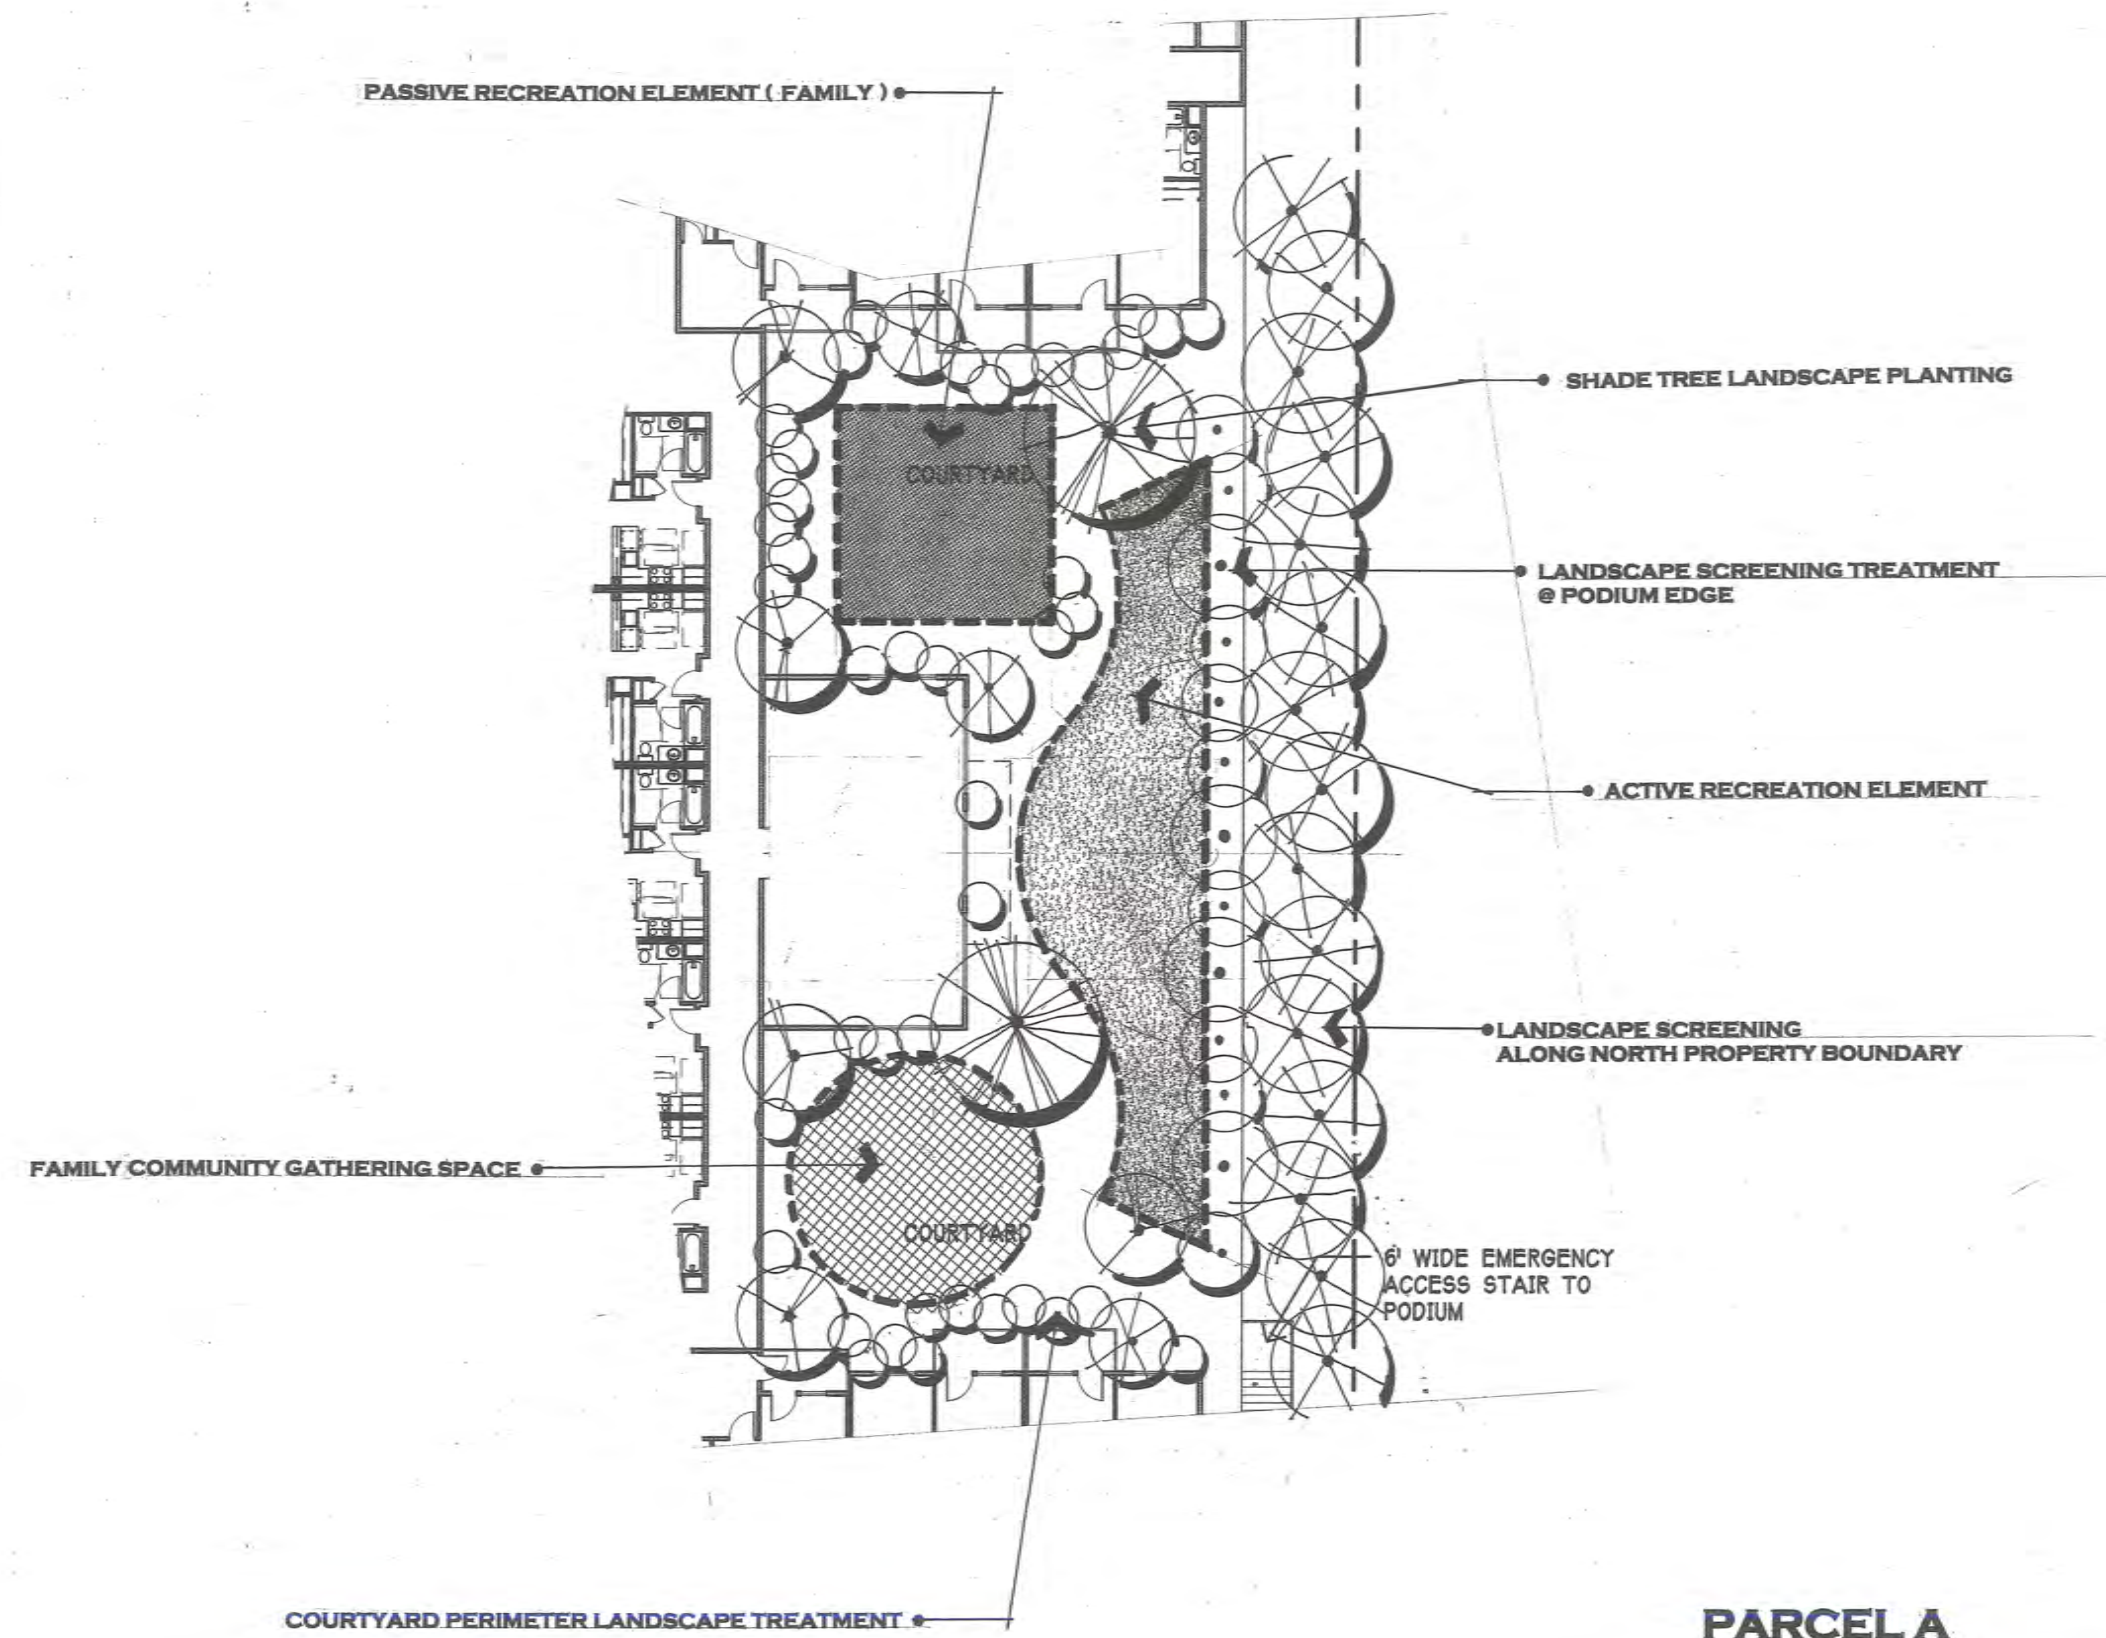 PASSIVE RECREATION ELEMENT ( FAMILY )
SHADE TREE LANDSCAPE PLANTING
COURTYARD
LANDSCAPE SCREENING TREATMENT
@ PODIUM EDGE
ACTIVE RECREATION ELEMENT
LANDSCAPE SCREENING
ALONG NORTH PROPERTY BOUNDARY
FAMILY COMMUNITY GATHERING SPACE
COURTYARD
6' WIDE EMERGENCY
ACCESS STAIR TO
PODIUM
COURTYARD PERIMETER LANDSCAPE TREATMENT
PARCEL A